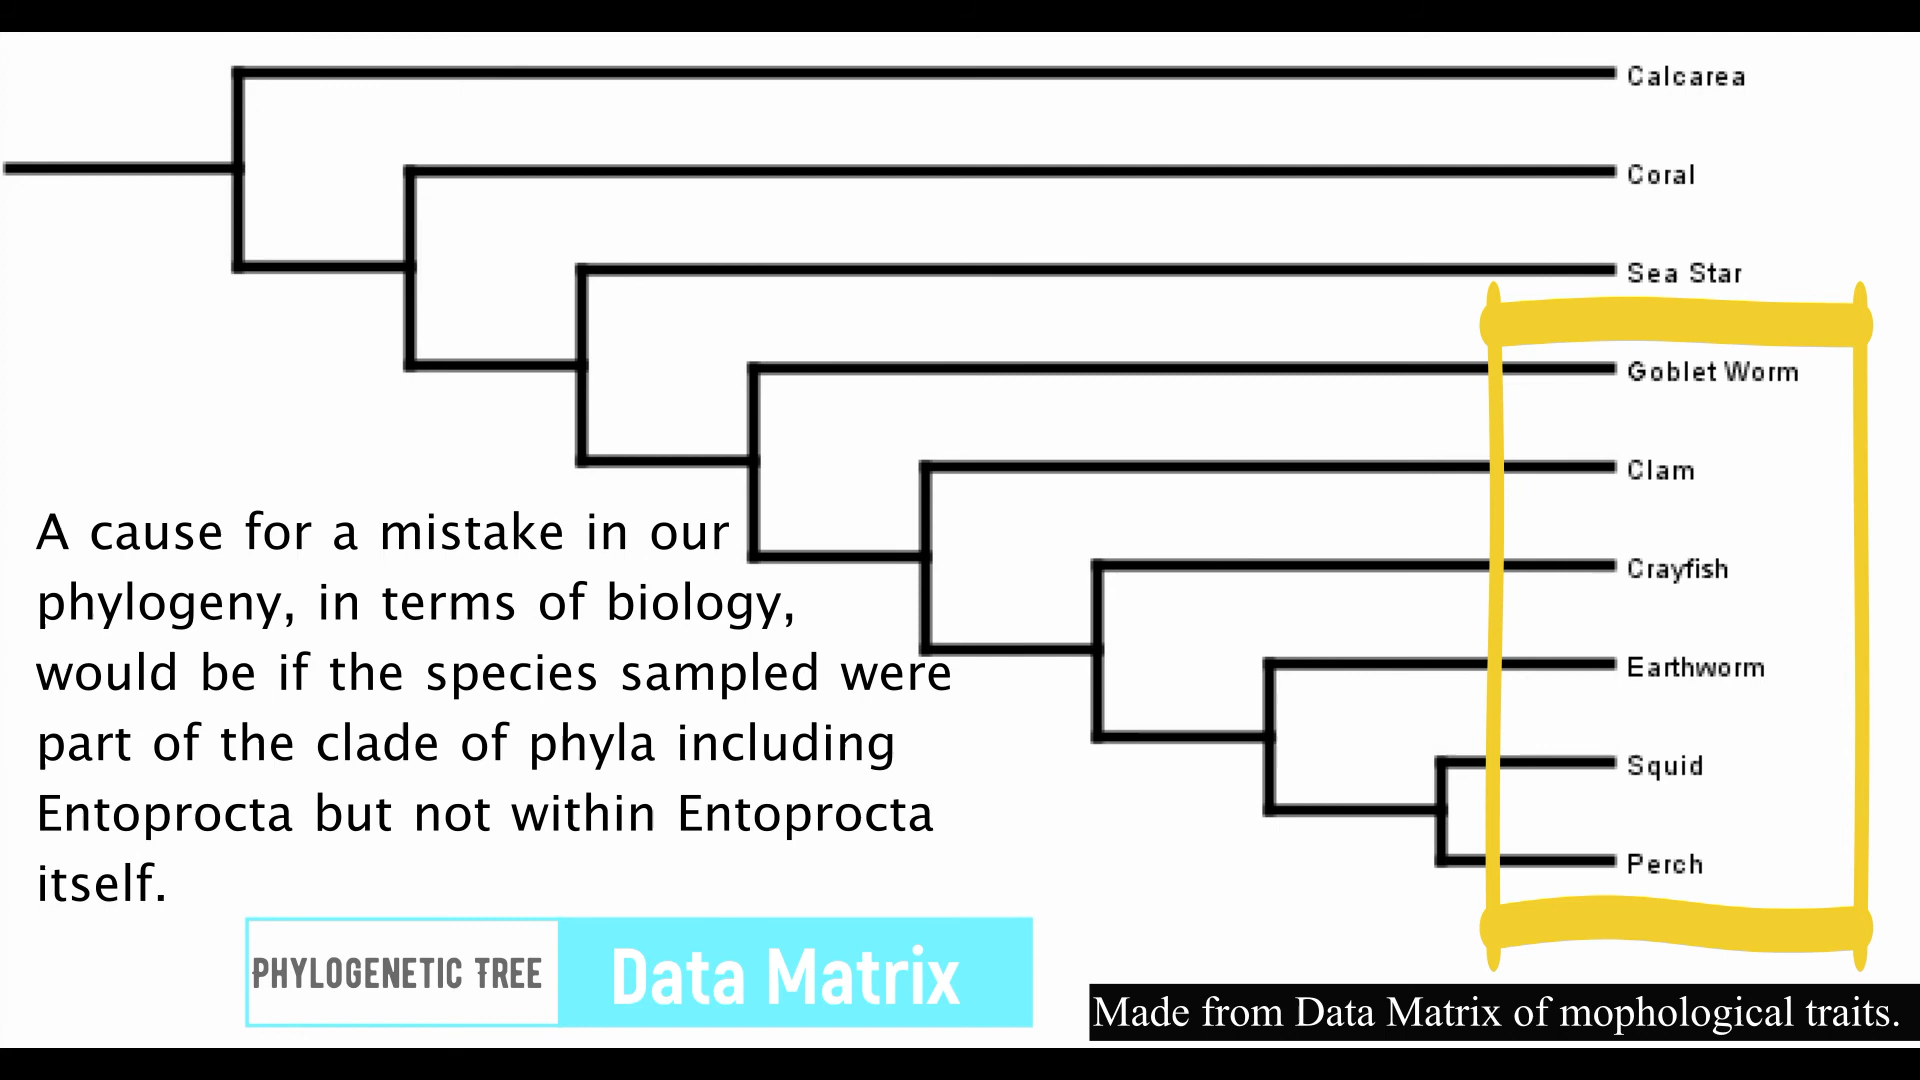 Calcarea
Coral
Sea Star
Goblet Worm
Clam
Crayfish
Earthworm
Squid
Perch
A cause for a mistake in our
phylogeny, in terms of biology,
would be if the species sampled were
part of the clade of phyla including
Entoprocta but not within Entoprocta
itself.
PHYLOGENETIC TREE
Data Matrix
Made from Data Matrix of mophological traits.